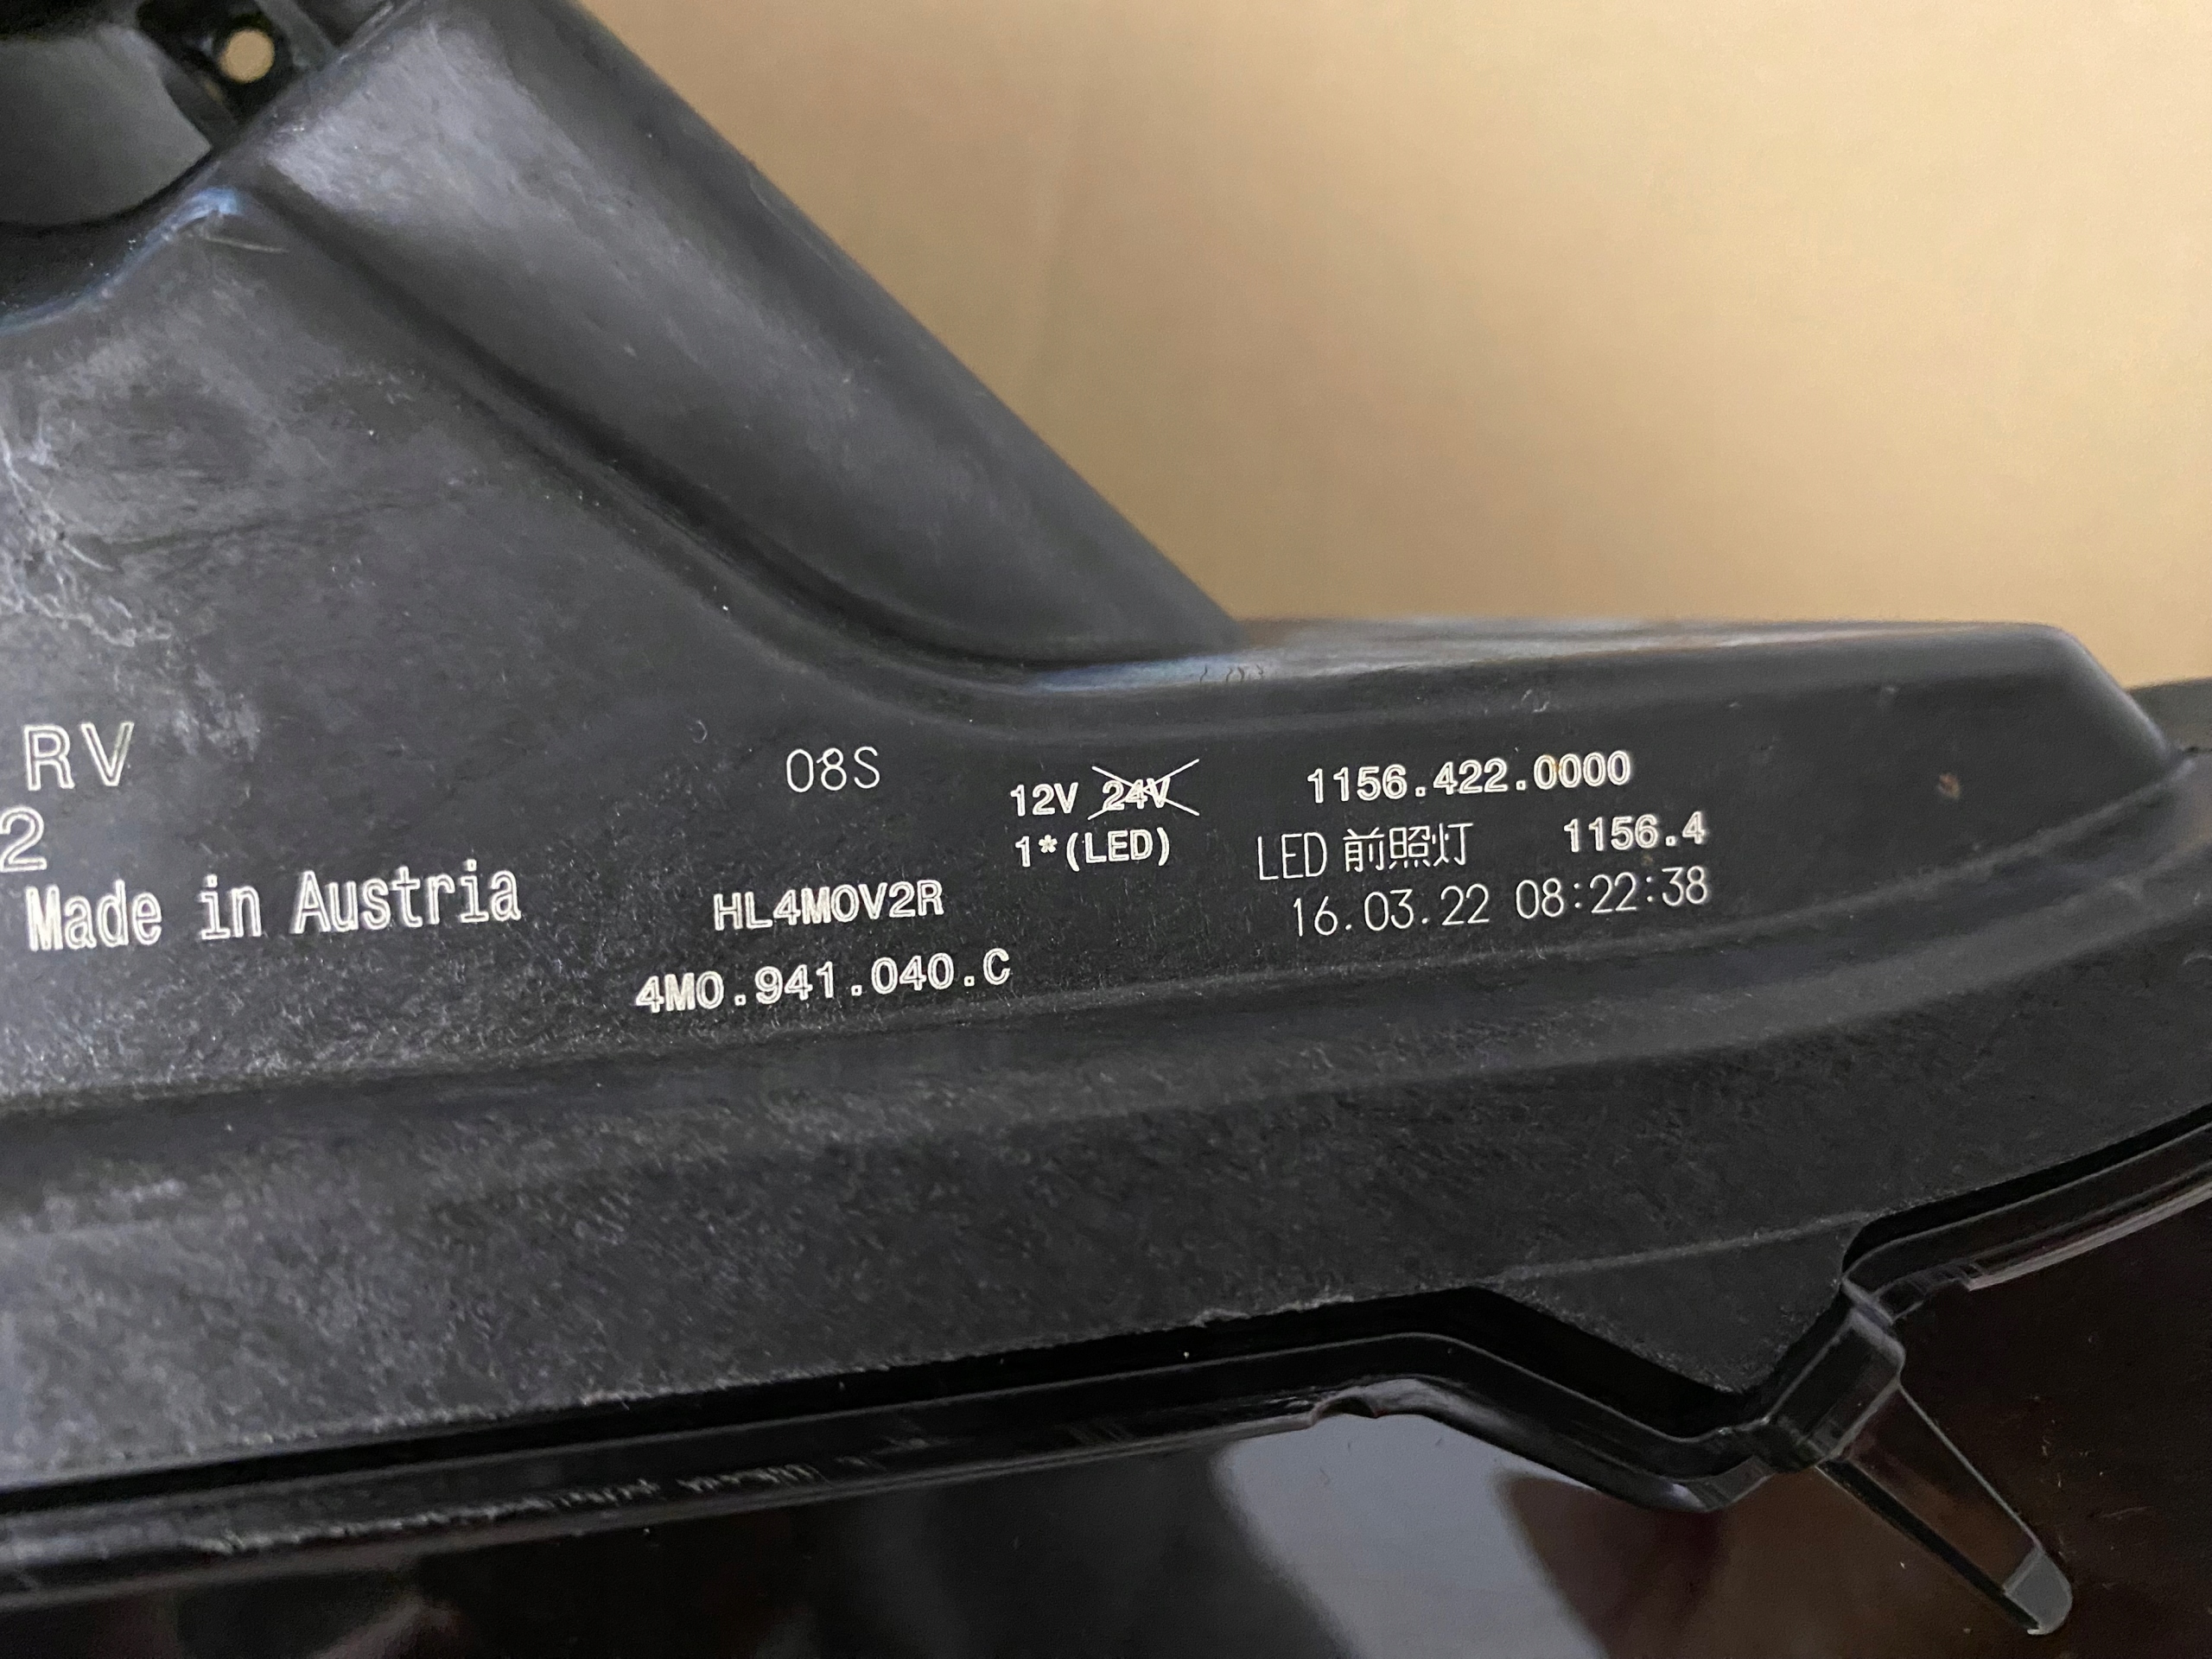 RV
2
Made in Austria
08S
HL4M0V2R
4M0.941.040.C
12V 24V
1*(LED)
1156.422.0000
LED 前照灯 1156.4
16.03.22 08:22:38